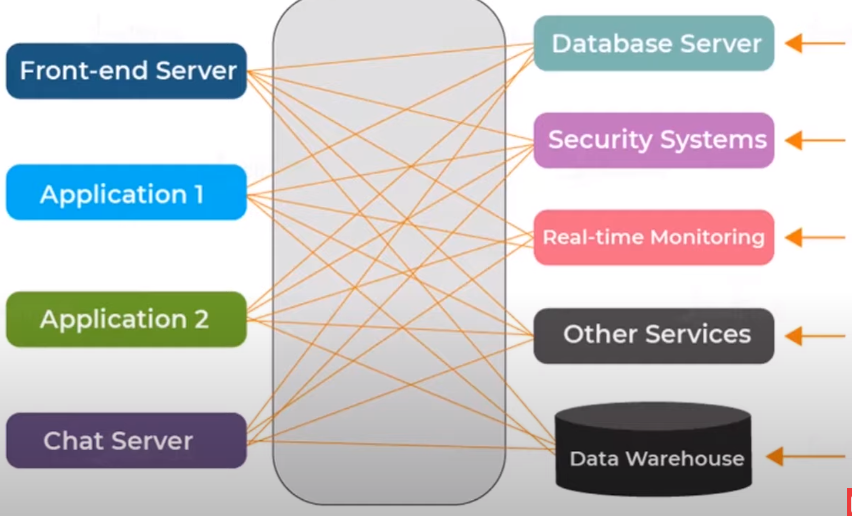 Front-end Server
Application 1
Application 2
Chat Server
Database Server
Security Systems
Real-time Monitoring
Other Services
Data Warehouse